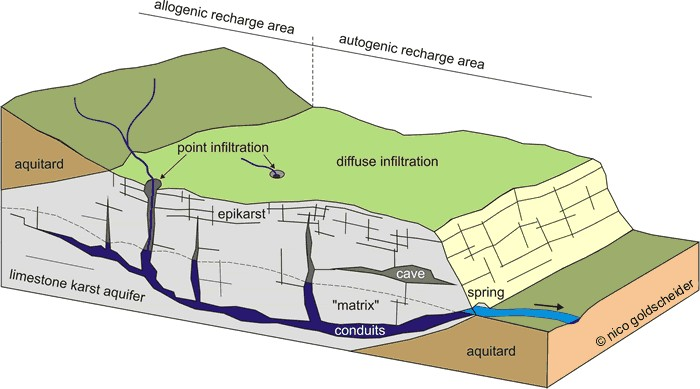 allogenic recharge area
autogenic recharge area
point infiltration
diffuse infiltration
aquitard
epikarst
cave
spring
limestone karst aquifer
"matrix"
conduits
aquitard
© nico goldscheider